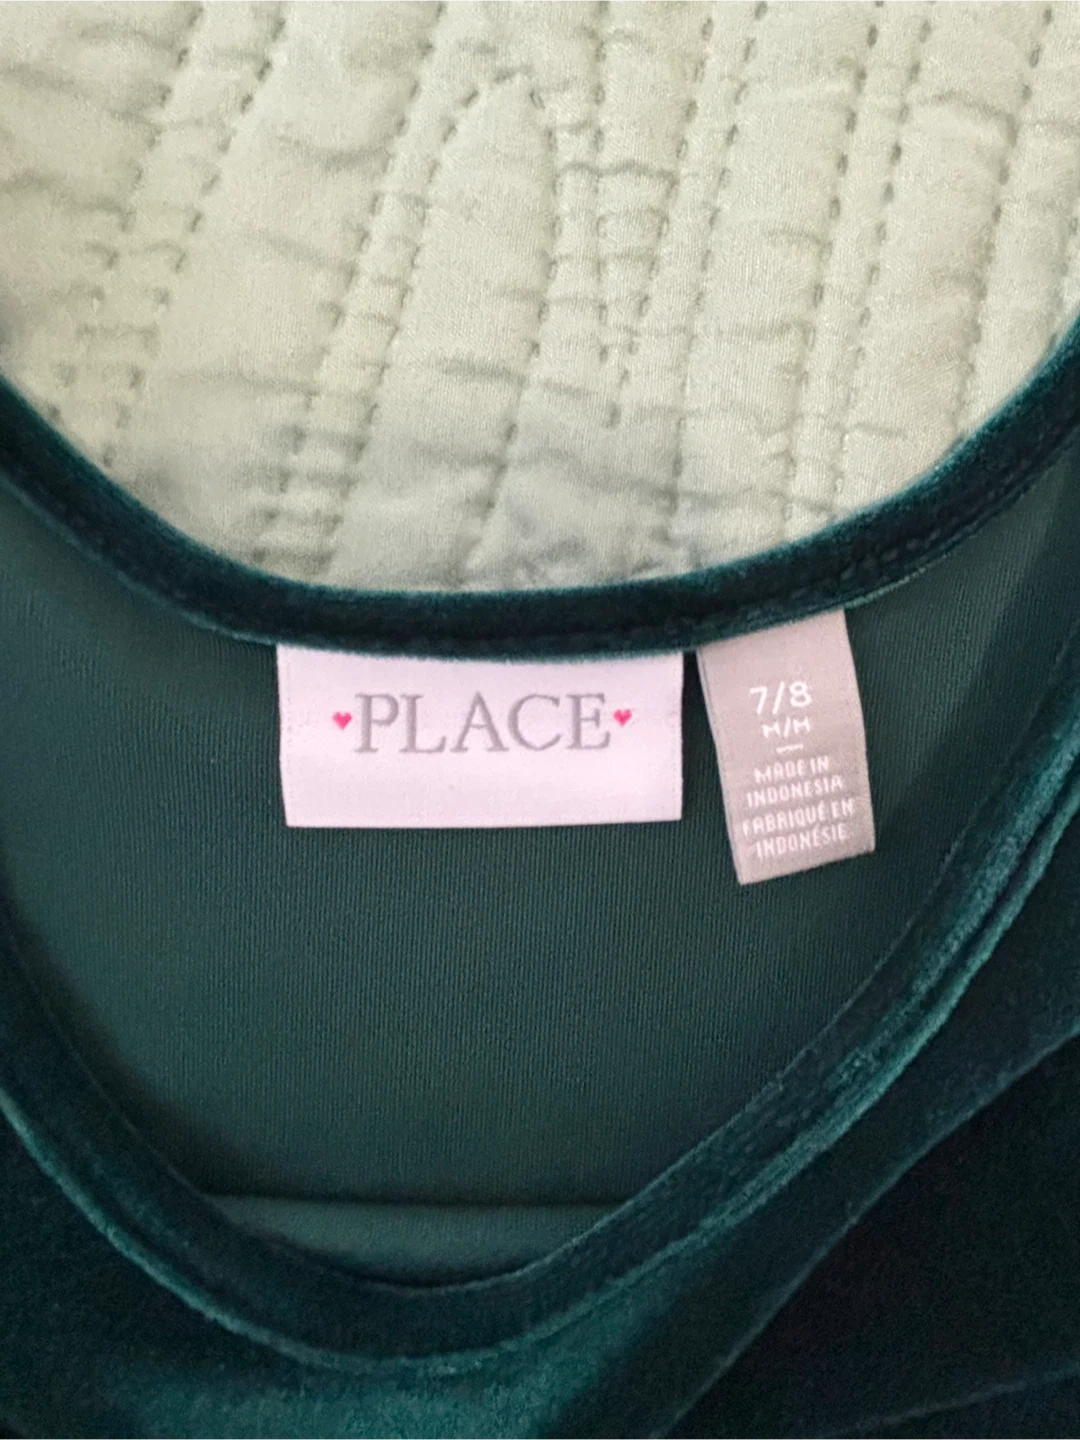 PLACE
7/8
M/M
MADE IN
INDONESIA
FABRIQUÉ EN
INDONÉSIE